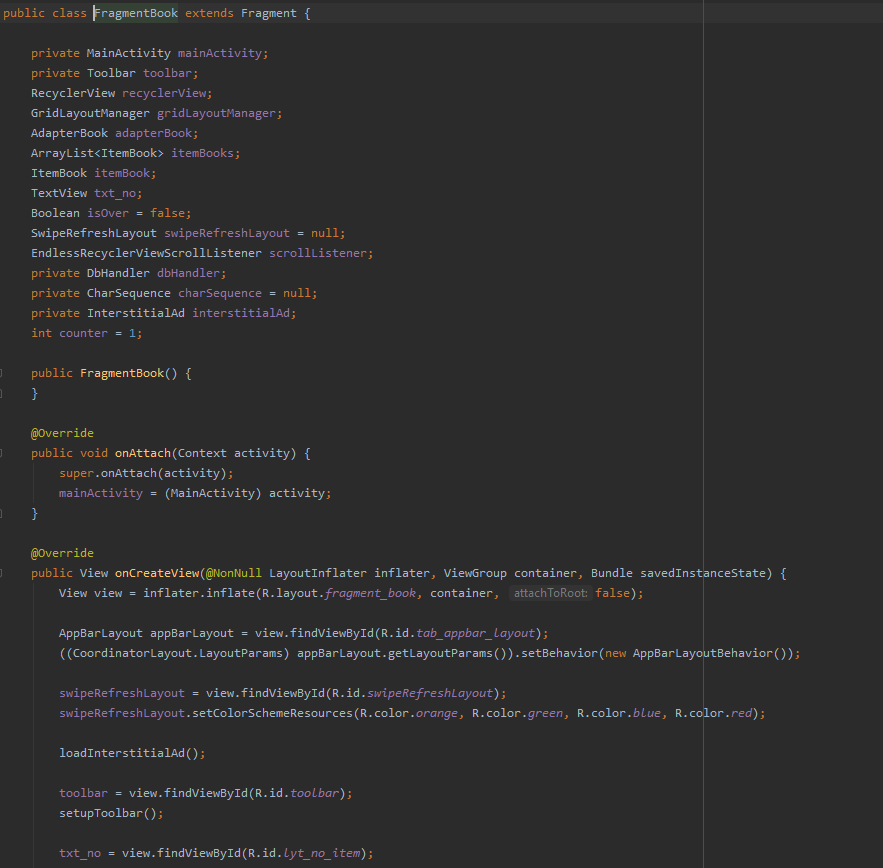 public class FragmentBook extends Fragment {
private MainActivity mainActivity;
private Toolbar toolbar;
RecyclerView recyclerView;
GridLayoutManager gridLayoutManager;
AdapterBook adapterBook;
ArrayList<ItemBook> itemBooks;
ItemBook itemBook;
TextView txt_no;
Boolean isOver = false;
SwipeRefreshLayout swipeRefreshLayout = null;
EndlessRecyclerViewScrollListener scrollListener;
private DbHandler dbHandler;
private CharSequence charSequence = null;
private InterstitialAd interstitialAd;
int counter = 1;
public FragmentBook() {
}
@Override
public void onAttach(Context activity) {
super.onAttach(activity);
mainActivity = (MainActivity) activity;
}
@Override
public View onCreateView(@NonNull LayoutInflater inflater, ViewGroup container, Bundle savedInstanceState) {
View view = inflater.inflate(R.layout.fragment_book, container, attachToRoot: false);
AppBarLayout appBarLayout = view.findViewById(R.id.tab_appbar_layout);
((CoordinatorLayout.LayoutParams) appBarLayout.getLayoutParams()).setBehavior(new AppBarLayoutBehavior());
swipeRefreshLayout = view.findViewById(R.id.swipeRefreshLayout);
swipeRefreshLayout.setColorSchemeResources(R.color.orange, R.color.green, R.color.blue, R.color.red);
loadInterstitialAd();
toolbar = view.findViewById(R.id.toolbar);
setupToolbar();
txt_no = view.findViewById(R.id.lyt_no_item);